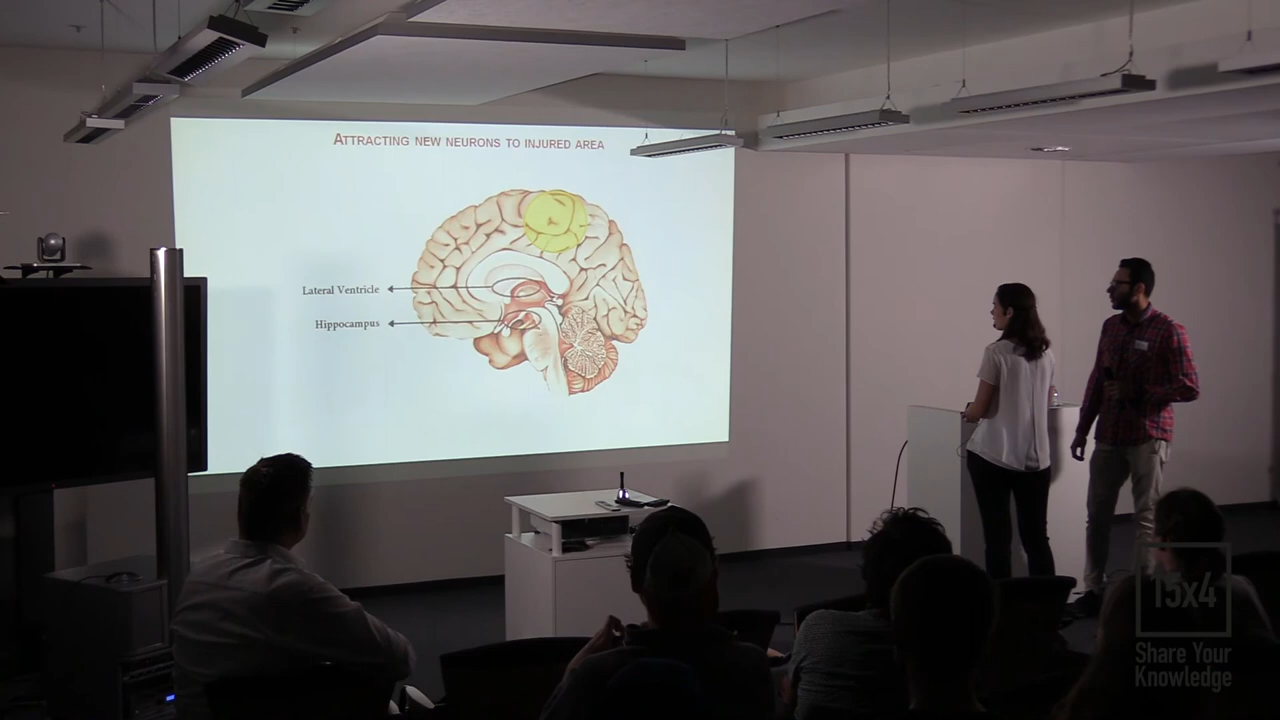 ATTRACTING NEW NEURONS TO INJURED AREA
Lateral Ventricle
Hippocampus
15x4
Share Your
Knowledge